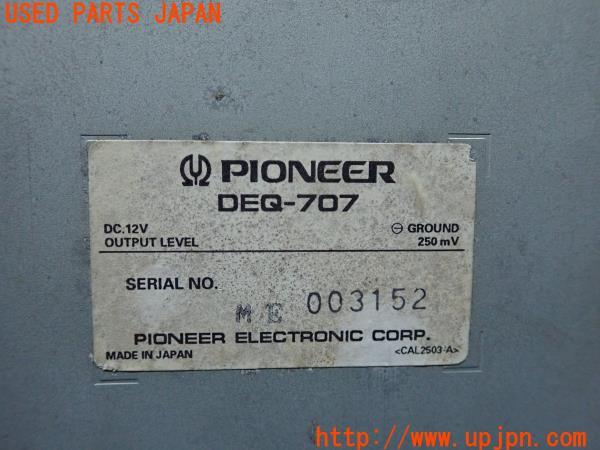 USED PARTS JAPAN
PIONEER
DEQ-707
DC.12V ⊖ GROUND
OUTPUT LEVEL 250 mV
SERIAL NO. ME 003152
PIONEER ELECTRONIC CORP.
MADE IN JAPAN <CAL2503-A>
http://www.upjpn.com/